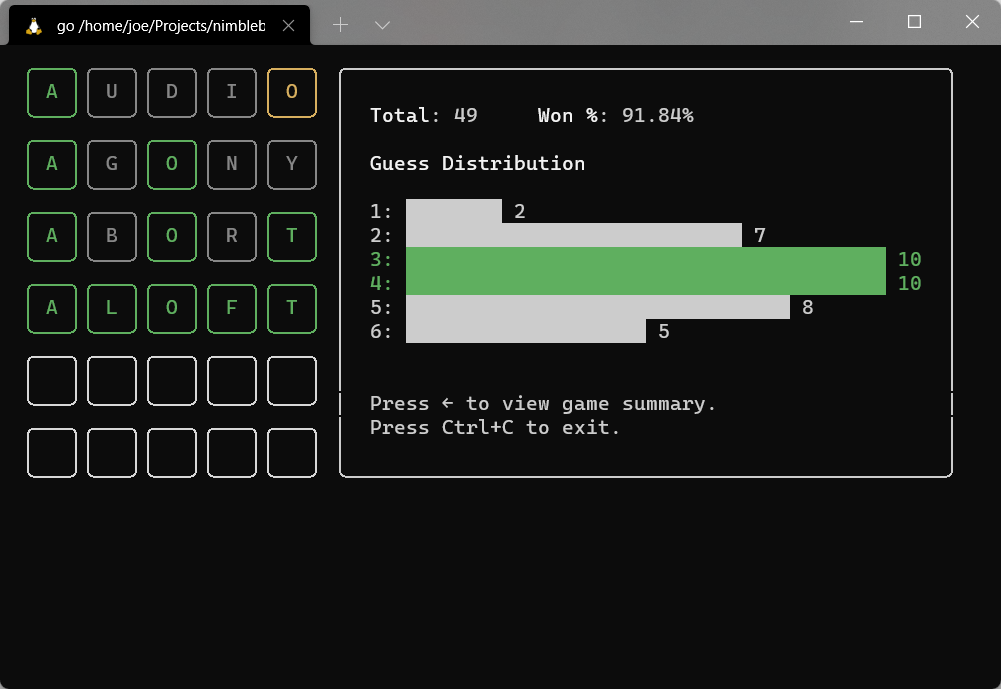 go /home/joe/Projects/nimbleb
A U D I O
A G O N Y
A B O R T
A L O F T
Total: 49 Won %: 91.84%
Guess Distribution
1: 2
2: 7
3: 10
4: 10
5: 8
6: 5
Press ← to view game summary.
Press Ctrl+C to exit.